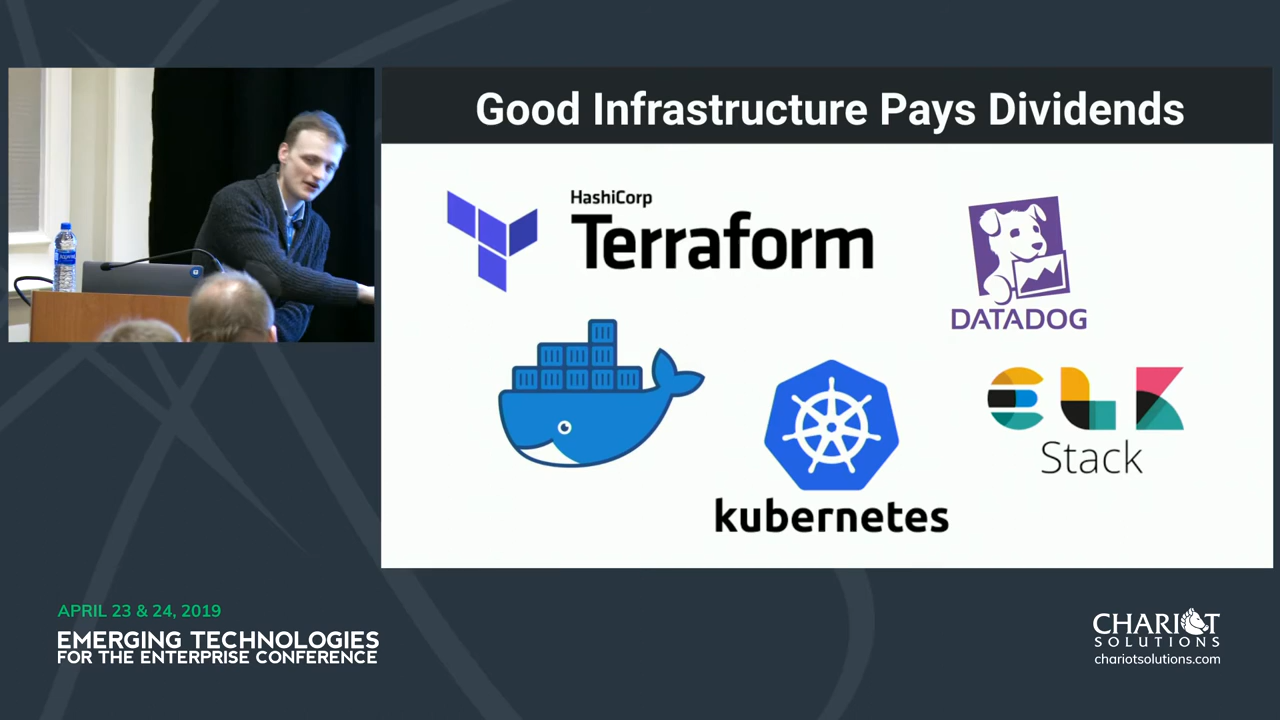 Good Infrastructure Pays Dividends
HashiCorp
Terraform
DATADOG
ELK
Stack
kubernetes
APRIL 23 & 24, 2019
EMERGING TECHNOLOGIES
FOR THE ENTERPRISE CONFERENCE
CHARIOT
SOLUTIONS
chariotsolutions.com